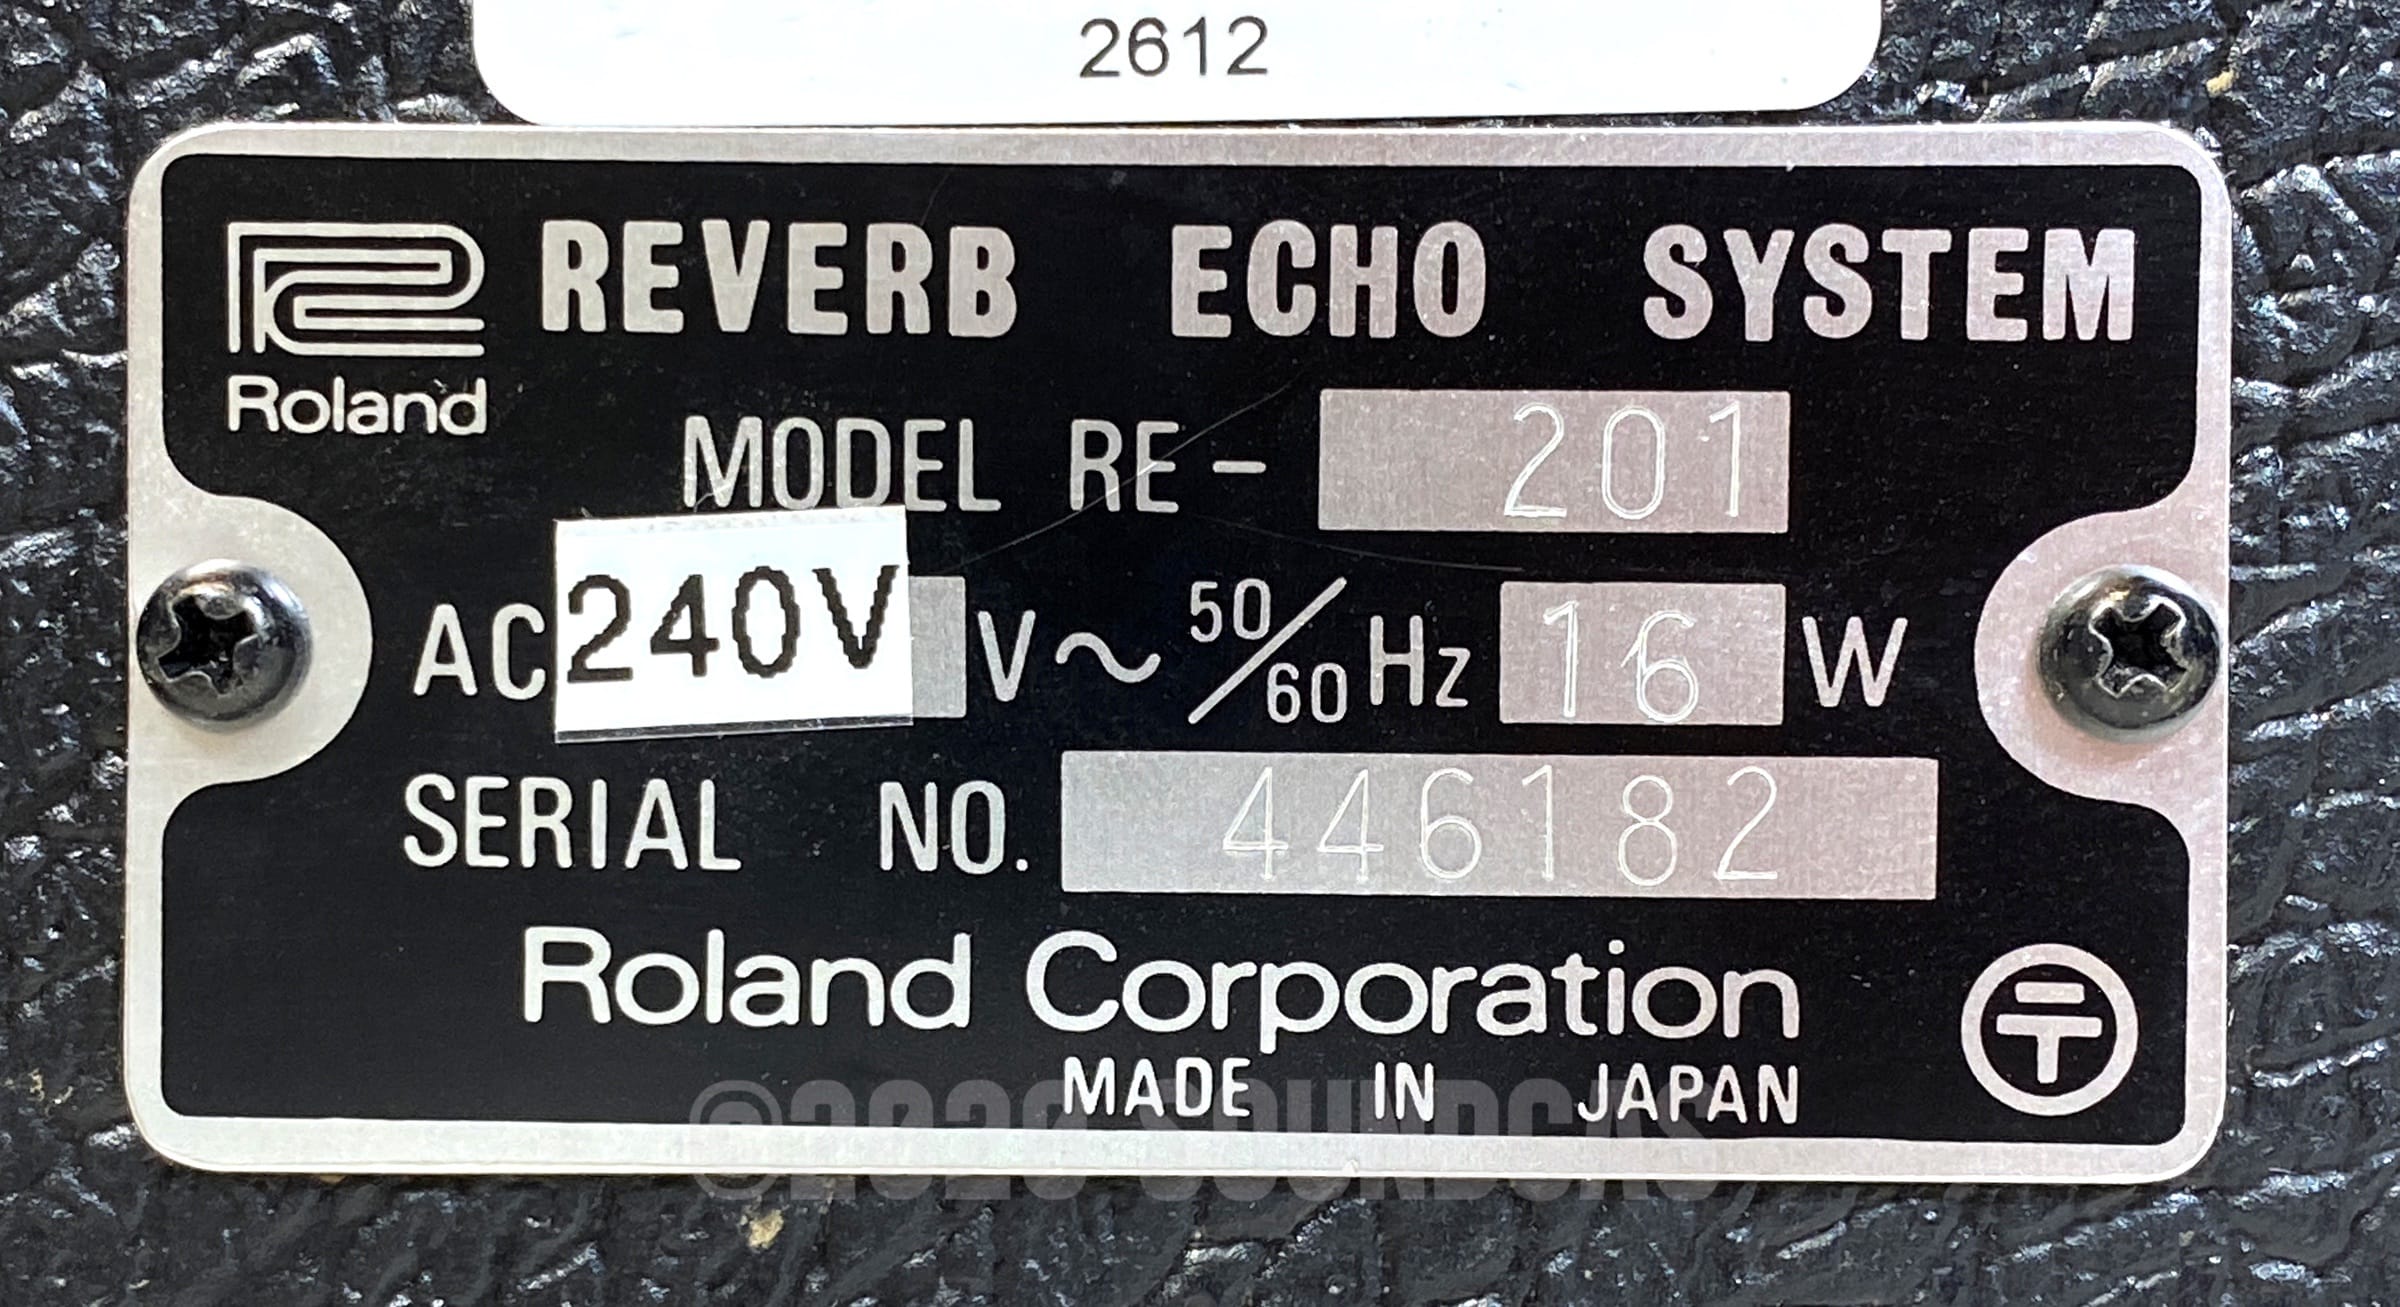 2612
REVERB ECHO SYSTEM
Roland
MODEL RE- 201
AC 240V V~ 50/60 Hz 16 W
SERIAL NO. 446182
Roland Corporation
MADE IN JAPAN
SOUNDGAS